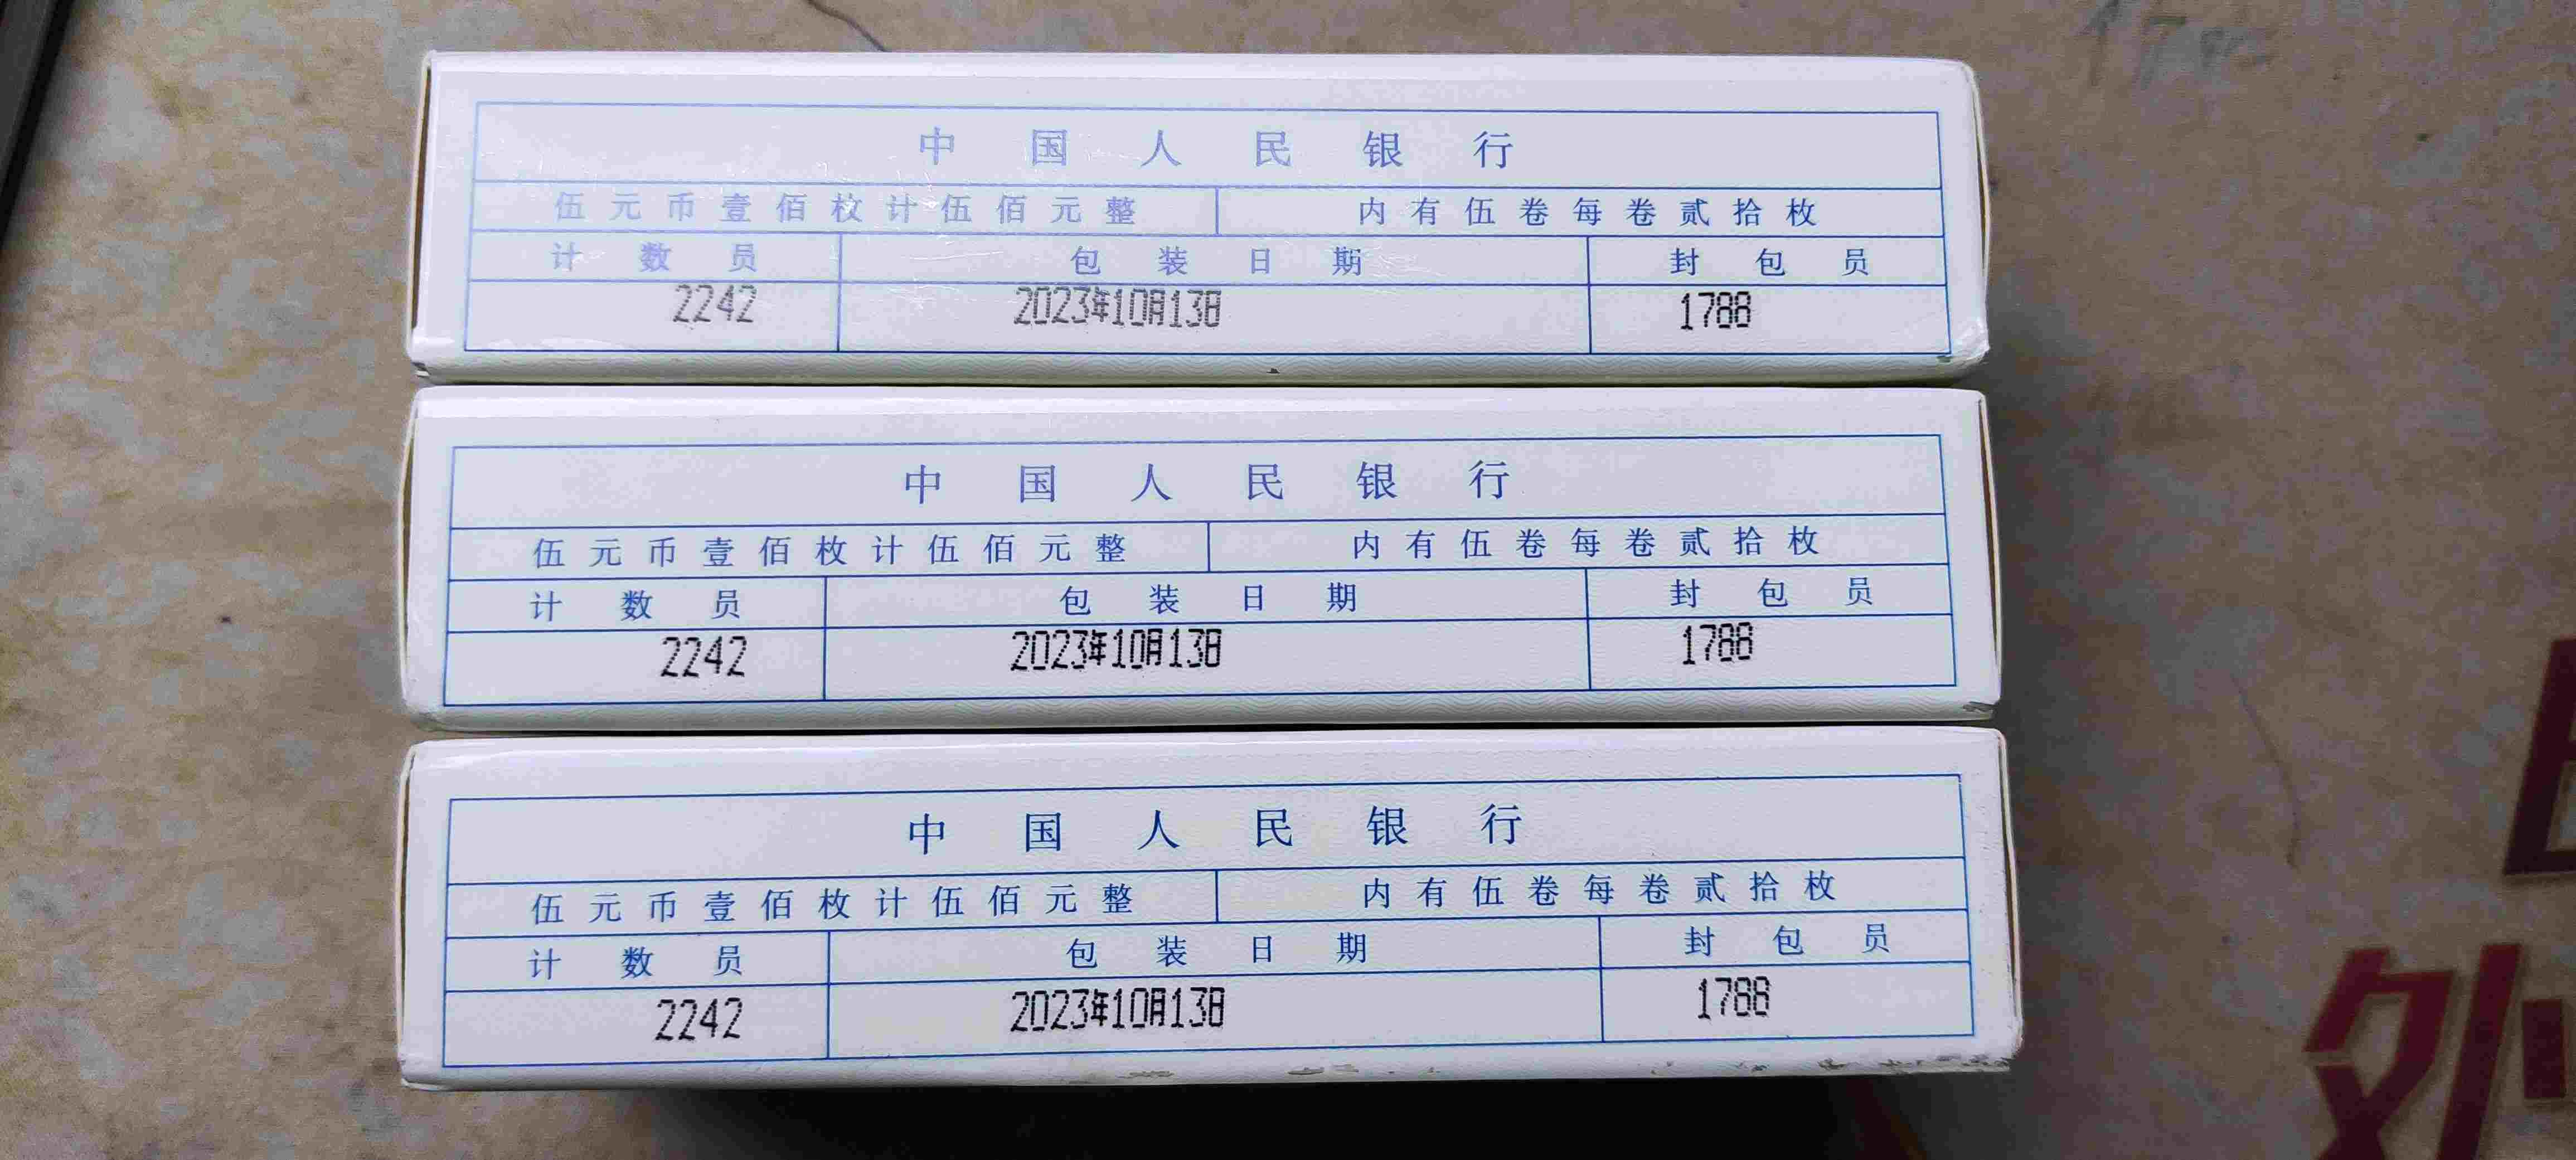 中国人民银行
伍元币壹佰枚计伍佰元整 内有伍卷每卷贰拾枚
计数员 包装日期 封包员
2242 2023年10月13日 1788
中国人民银行
伍元币壹佰枚计伍佰元整 内有伍卷每卷贰拾枚
计数员 包装日期 封包员
2242 2023年10月13日 1788
中国人民银行
伍元币壹佰枚计伍佰元整 内有伍卷每卷贰拾枚
计数员 包装日期 封包员
2242 2023年10月13日 1788